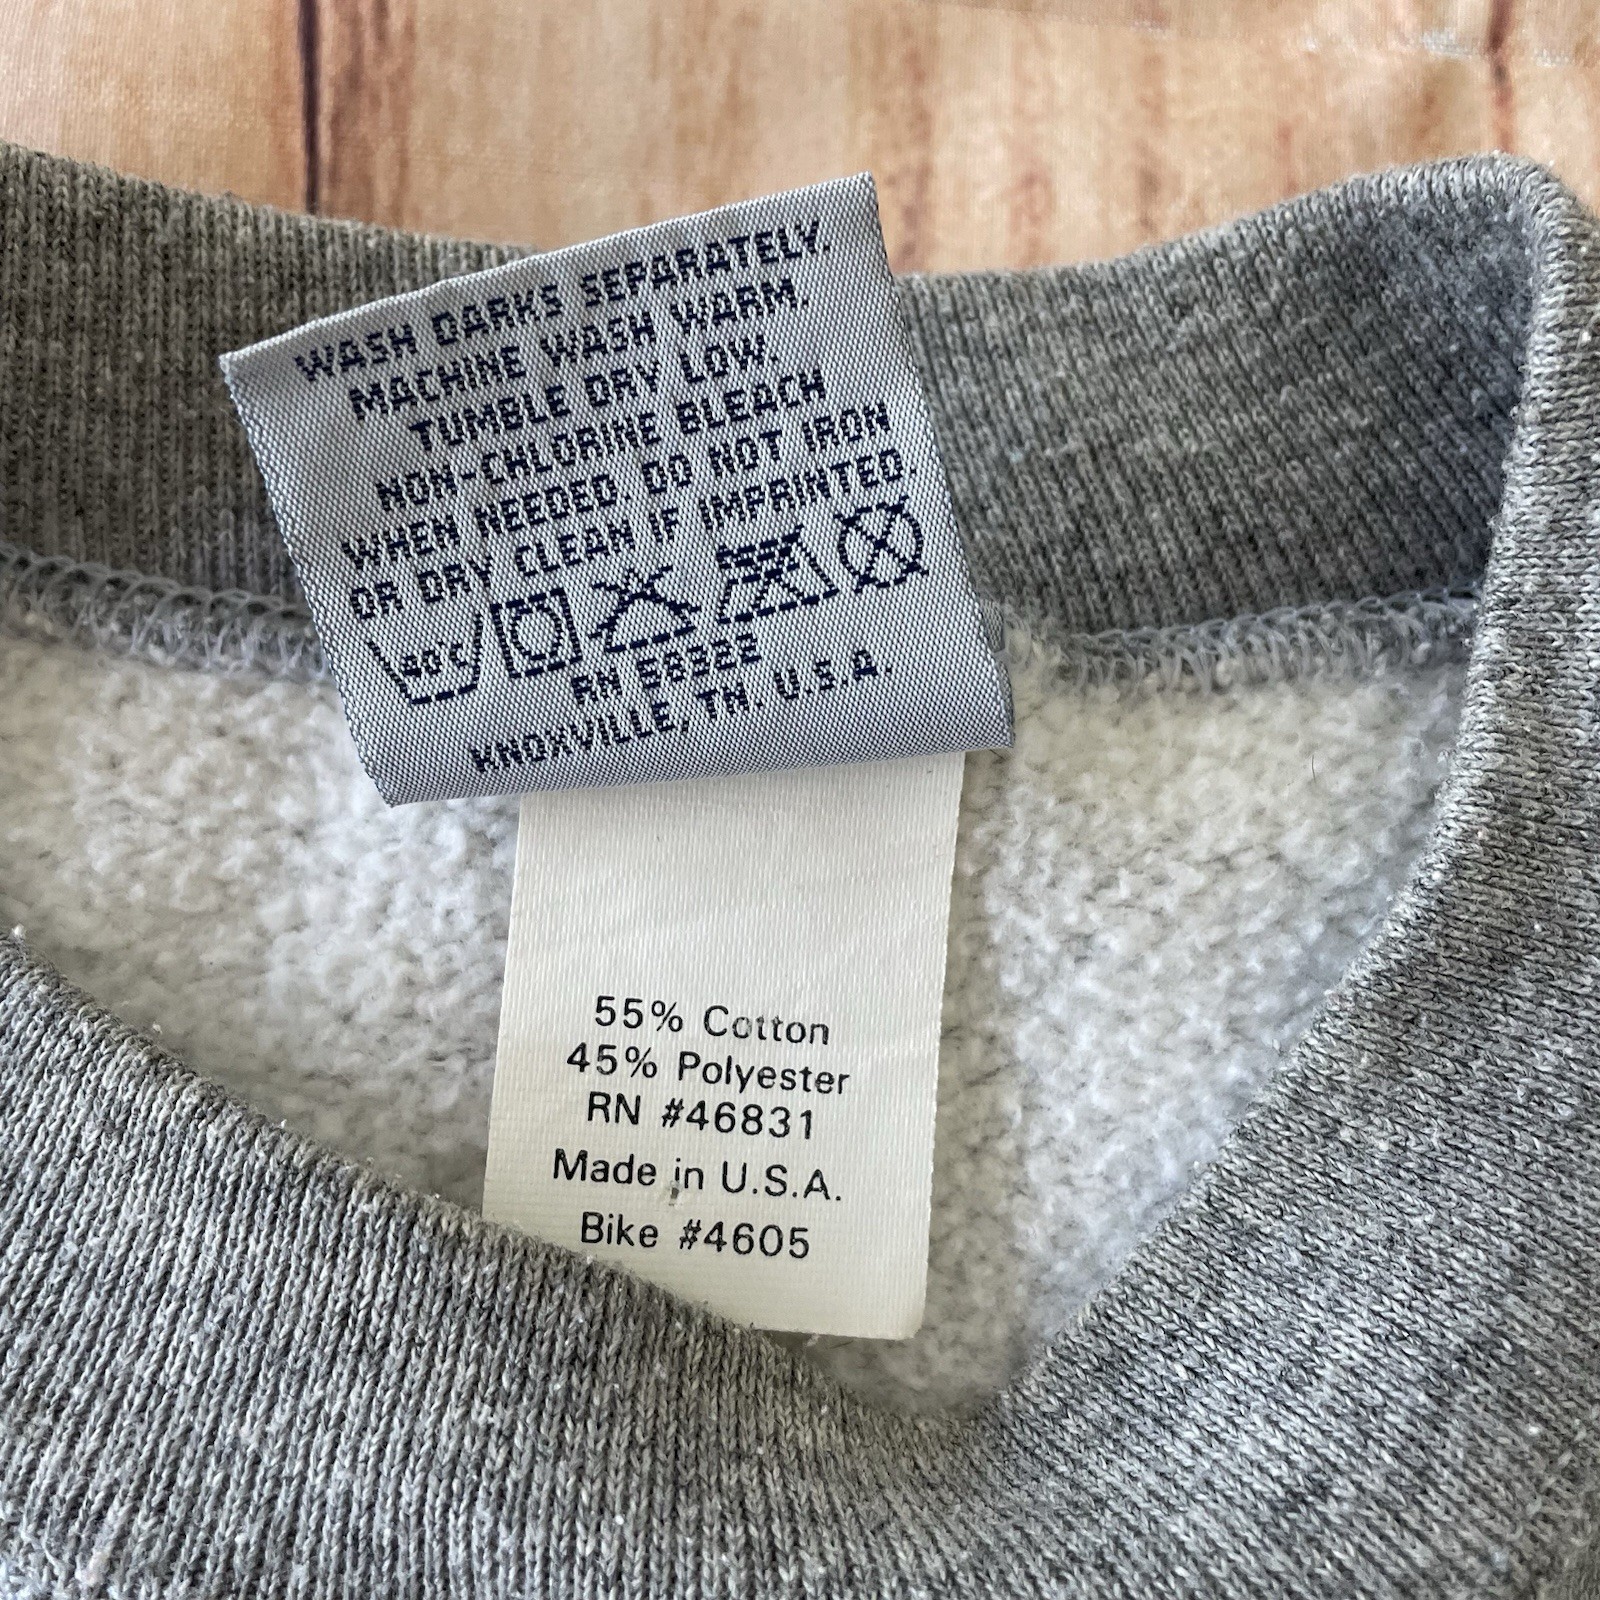 WASH DARKS SEPARATELY.
MACHINE WASH WARM.
TUMBLE DRY LOW.
NON-CHLORINE BLEACH
WHEN NEEDED. DO NOT IRON
OR DRY CLEAN IF IMPRINTED.
40°C
RN 58322
KNOXVILLE, TN. U.S.A.
55% Cotton
45% Polyester
RN #46831
Made in U.S.A.
Bike #4605